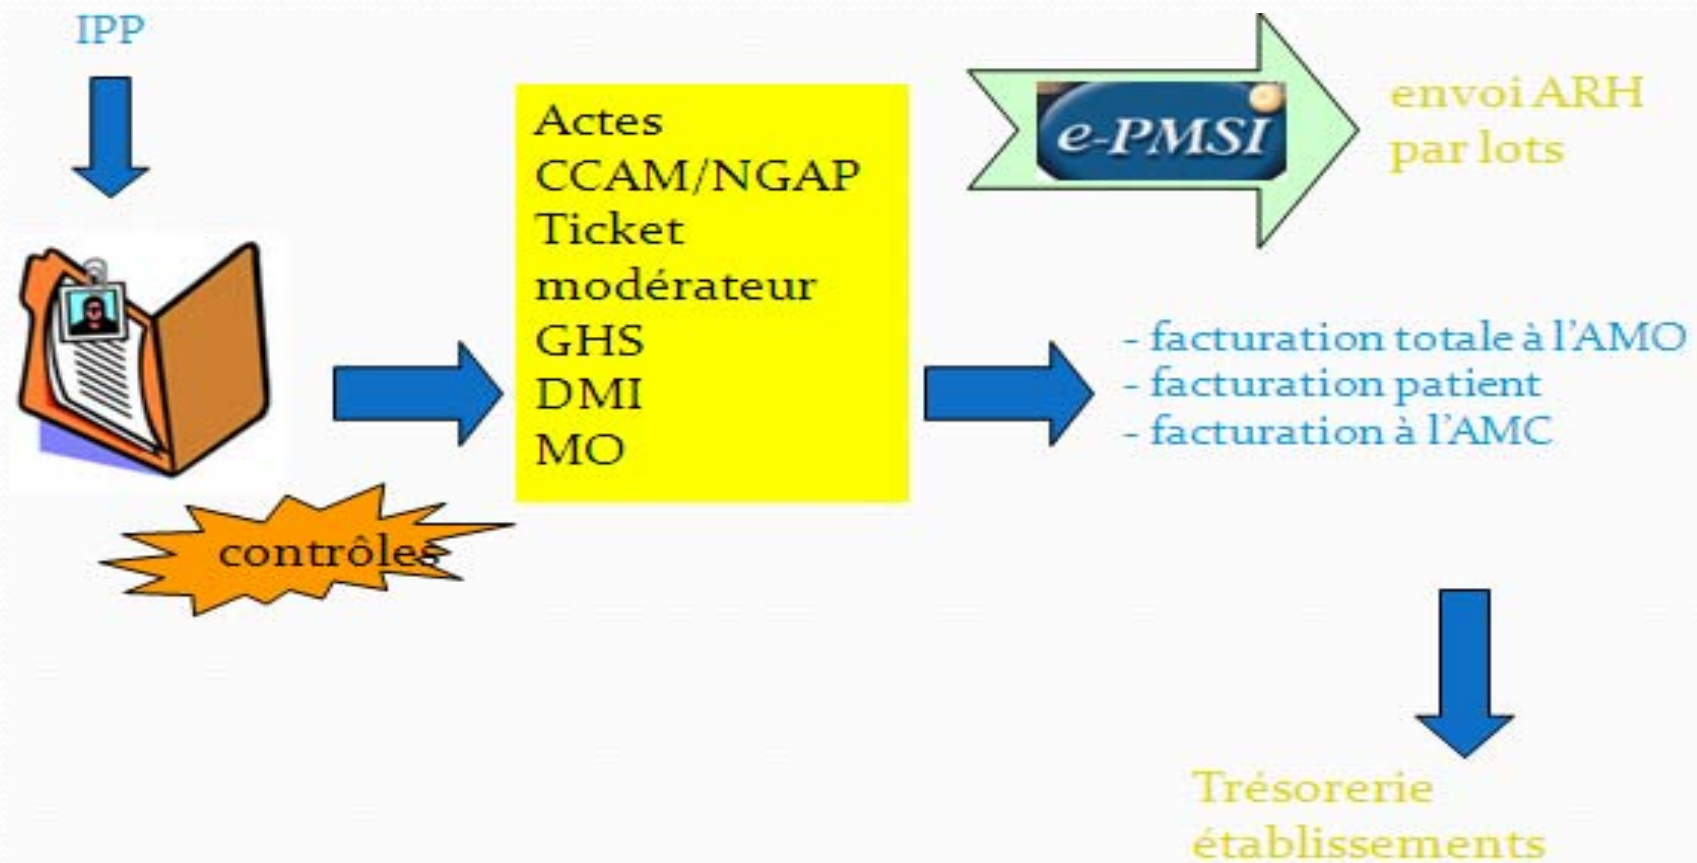 IPP
Actes
CCAM/NGAP
Ticket
modérateur
GHS
DMI
MO
e-PMSI
envoi ARH
par lots
- facturation totale à l'AMO
- facturation patient
- facturation à l'AMC
contrôles
Trésorerie
établissements